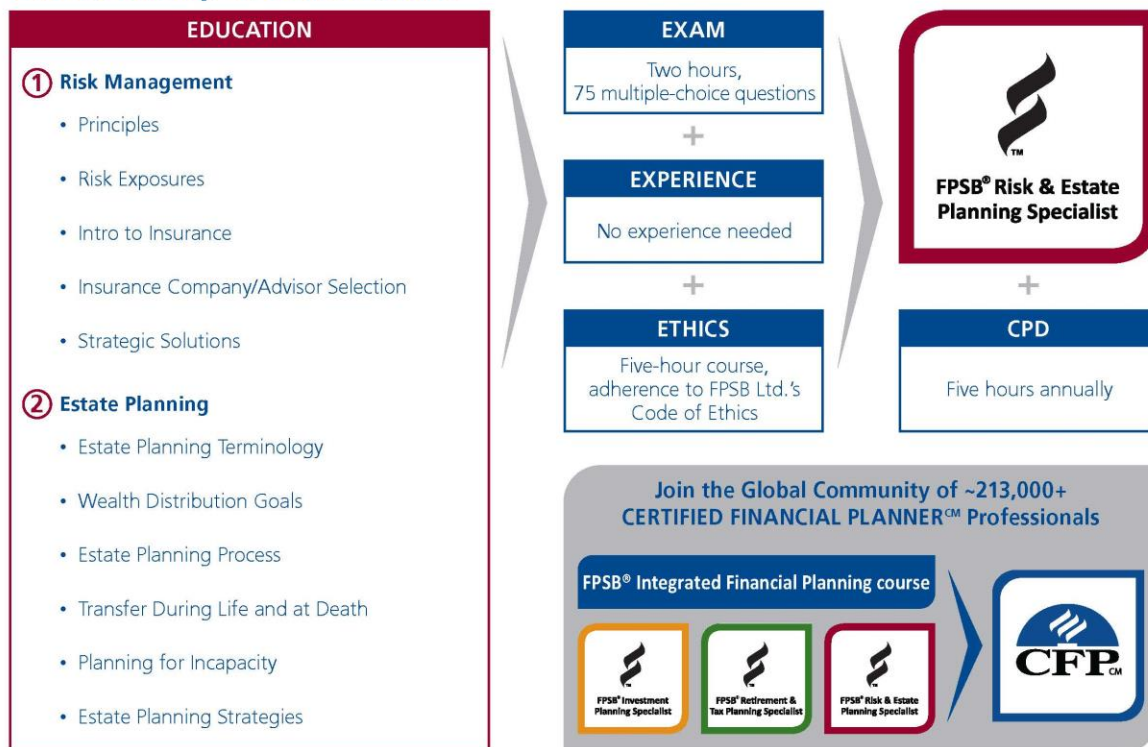 EDUCATION
① Risk Management
• Principles
• Risk Exposures
• Intro to Insurance
• Insurance Company/Advisor Selection
• Strategic Solutions
② Estate Planning
• Estate Planning Terminology
• Wealth Distribution Goals
• Estate Planning Process
• Transfer During Life and at Death
• Planning for Incapacity
• Estate Planning Strategies
EXAM
Two hours,
75 multiple-choice questions
+
EXPERIENCE
No experience needed
+
ETHICS
Five-hour course,
adherence to FPSB Ltd.'s
Code of Ethics
TM
FPSB® Risk & Estate
Planning Specialist
+
CPD
Five hours annually
Join the Global Community of ~213,000+
CERTIFIED FINANCIAL PLANNER℠ Professionals
FPSB® Integrated Financial Planning course
TM
FPSB® Investment
Planning Specialist
TM
FPSB® Retirement &
Tax Planning Specialist
TM
FPSB® Risk & Estate
Planning Specialist
CFP CM